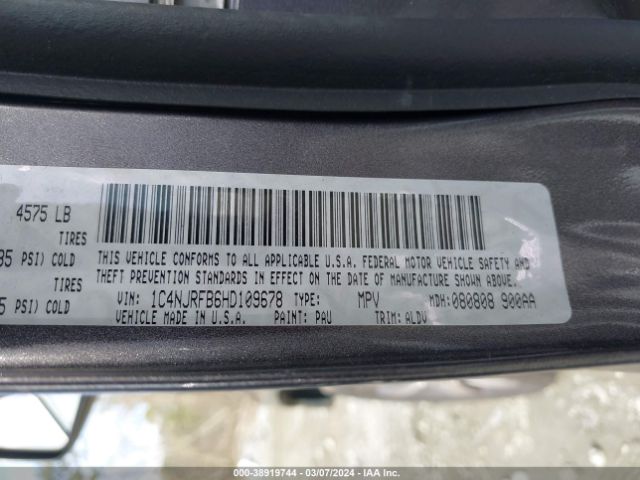 4575 LB
TIRES
35 PSI) COLD
TIRES
5 PSI) COLD
THIS VEHICLE CONFORMS TO ALL APPLICABLE U.S.A. FEDERAL MOTOR VEHICLE SAFETY AND
THEFT PREVENTION STANDARDS IN EFFECT ON THE DATE OF MANUFACTURE SHOWN ABOVE.
VIN: 1C4NJRFB6HD109678 TYPE: MPV MDH:080808 900AA
VEHICLE MADE IN U.S.A. PAINT: PAU TRIM: ALDV
000-38919744 | 03/07/2024 | IAA Inc.